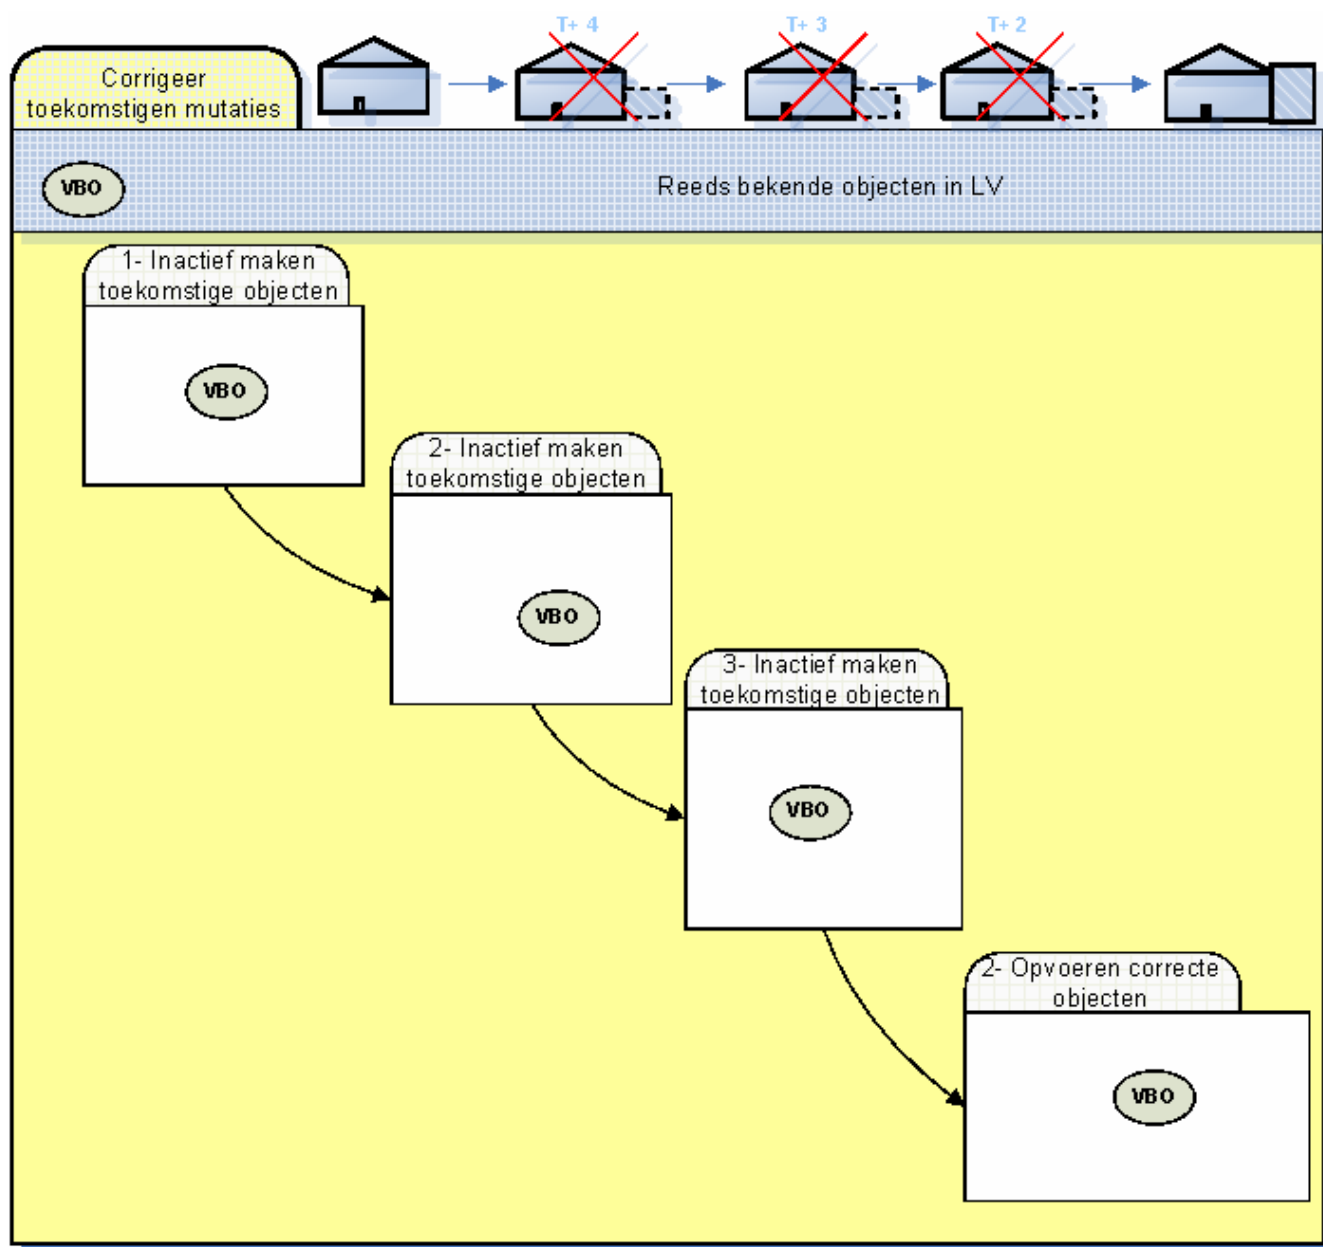 T+ 4
T+ 3
T+ 2
Corrigeer
toekomstigen mutaties
VBO
Reeds bekende objecten in LV
1- Inactief maken
toekomstige objecten
VBO
2- Inactief maken
toekomstige objecten
VBO
3- Inactief maken
toekomstige objecten
VBO
2- Opvoeren correcte
objecten
VBO